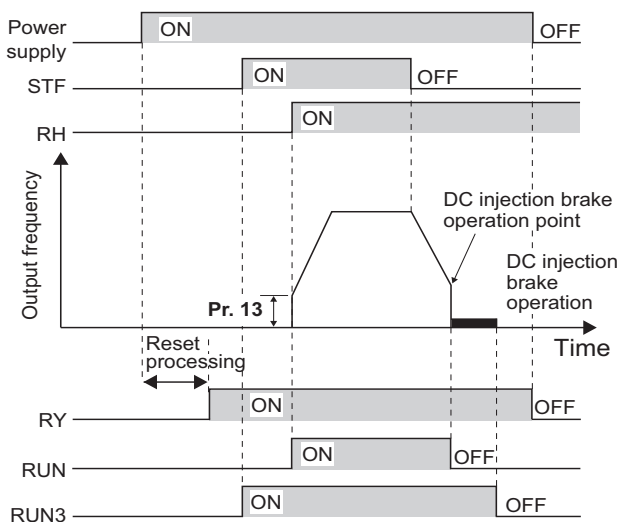 Power
supply
ON
OFF
STF
ON
OFF
RH
ON
Output frequency
DC injection brake
operation point
DC injection
brake
operation
Pr. 13
Time
Reset
processing
RY
ON
OFF
RUN
ON
OFF
RUN3
ON
OFF